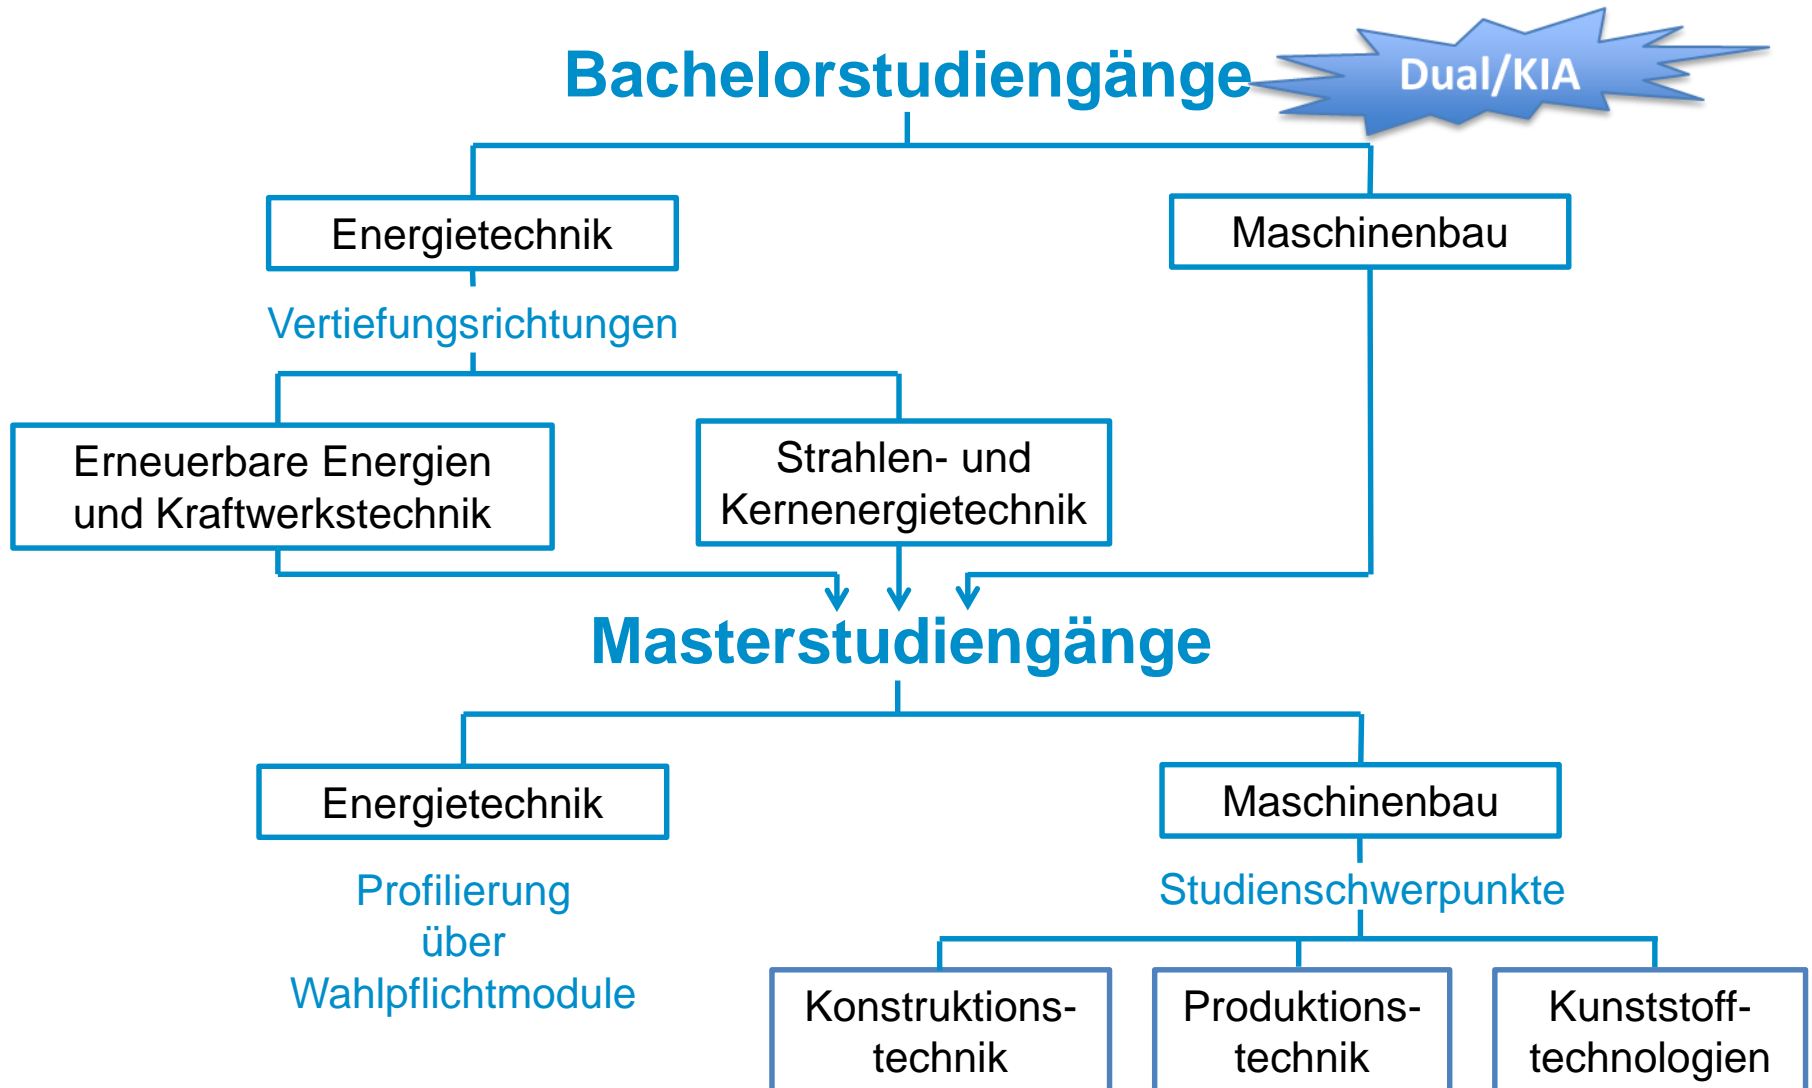 Bachelorstudiengänge
Dual/KIA
Energietechnik
Maschinenbau
Vertiefungsrichtungen
Erneuerbare Energien
und Kraftwerkstechnik
Strahlen- und
Kernenergietechnik
Masterstudiengänge
Energietechnik
Maschinenbau
Profilierung
über
Wahlpflichtmodule
Studienschwerpunkte
Konstruktions-
technik
Produktions-
technik
Kunststoff-
technologien